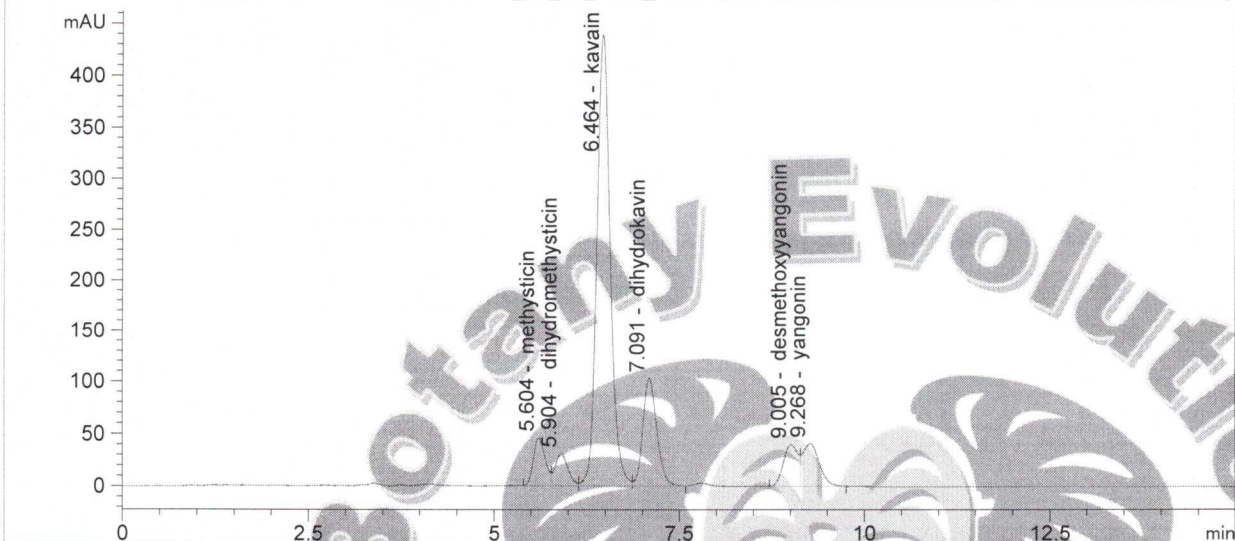 mAU
400
350
300
250
200
150
100
50
0
5.604 - methysticin
5.904 - dihydromethysticin
6.464 - kavain
7.091 - dihydrokavin
9.005 - desmethoxyyangonin
9.268 - yangonin
otany Evolut
0 2.5 5 7.5 10 12.5 min